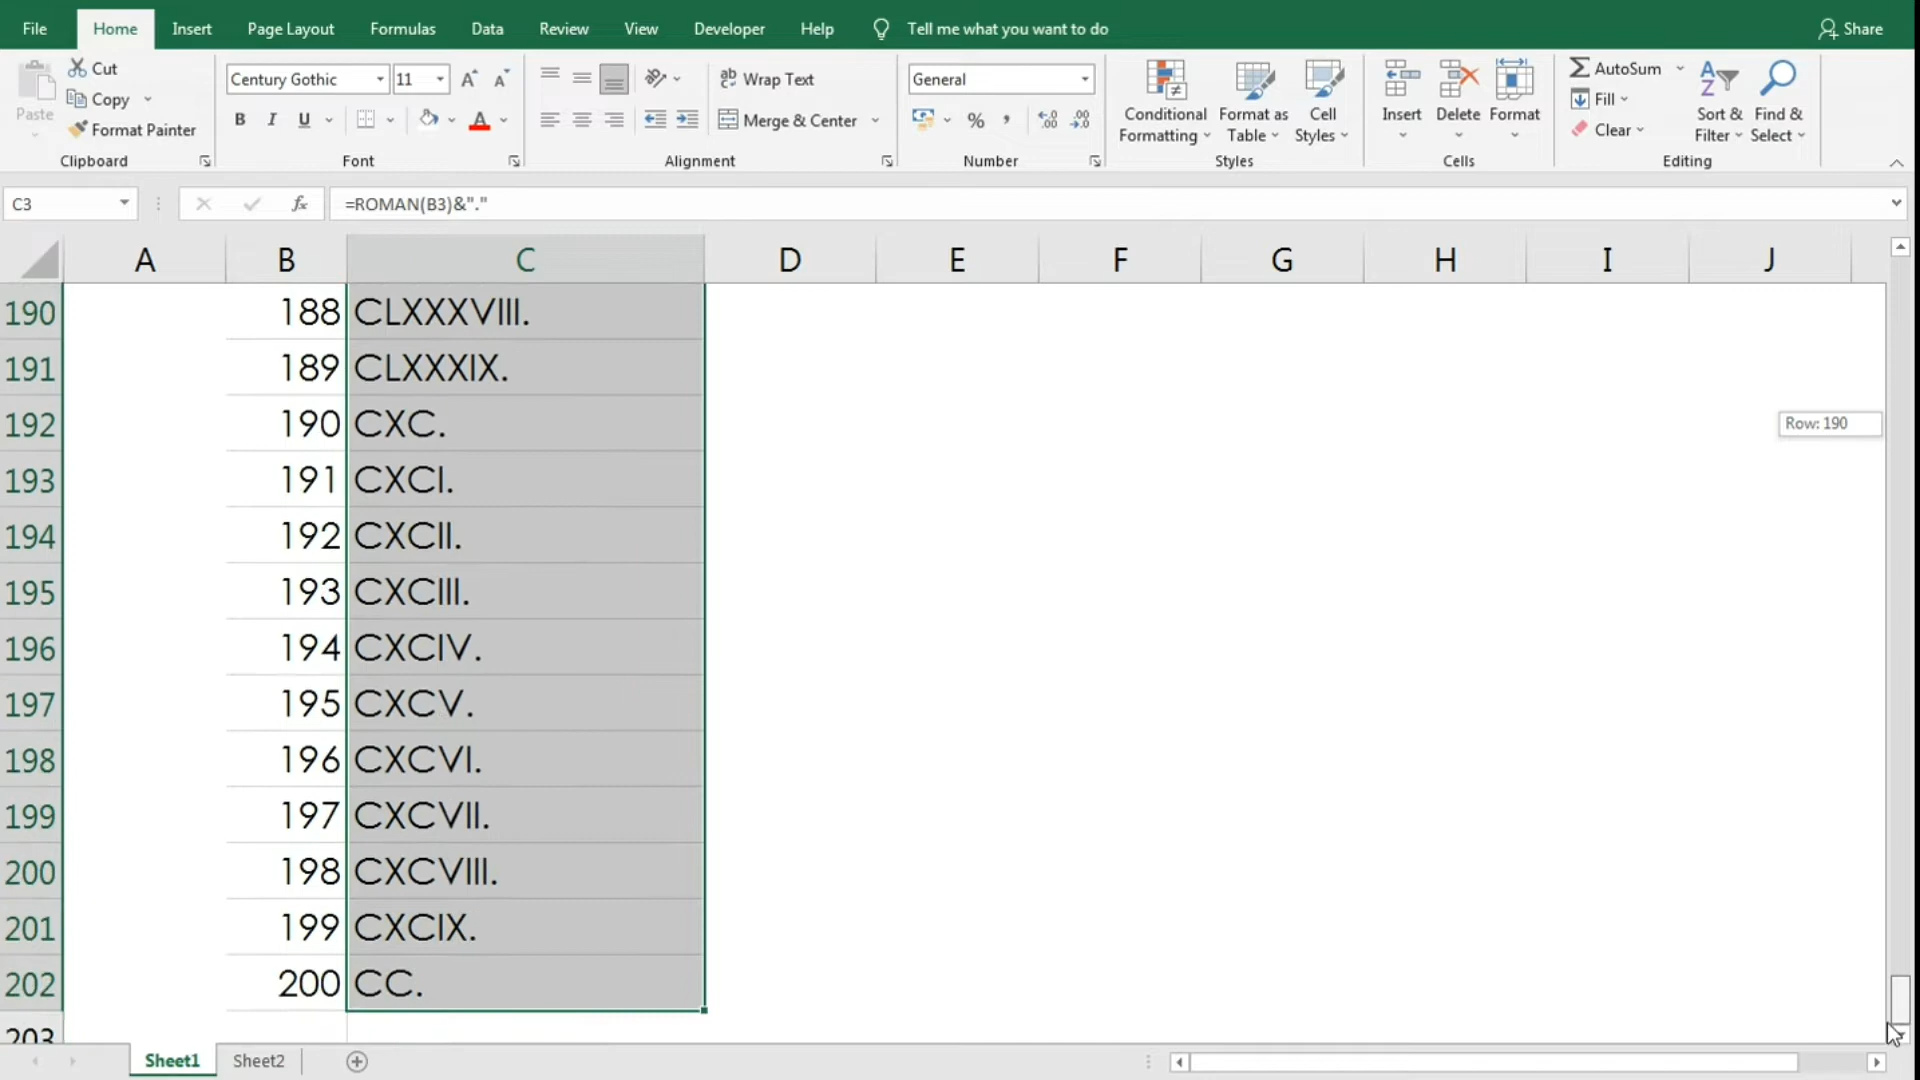 File Home Insert Page Layout Formulas Data Review View Developer Help Tell me what you want to do Share
Paste Cut Copy Format Painter Clipboard
Century Gothic 11 B I U A Font
Wrap Text Merge & Center Alignment
General % , Number
Conditional Formatting Format as Table Cell Styles Styles
Insert Delete Format Cells
AutoSum Fill Clear Sort & Filter Find & Select Editing
C3 fx =ROMAN(B3)&"."
A B C D E F G H I J
190 188 CLXXXVIII.
191 189 CLXXXIX.
192 190 CXC.
Row: 190
193 191 CXCI.
194 192 CXCII.
195 193 CXCIII.
196 194 CXCIV.
197 195 CXCV.
198 196 CXCVI.
199 197 CXCVII.
200 198 CXCVIII.
201 199 CXCIX.
202 200 CC.
203
Sheet1 Sheet2